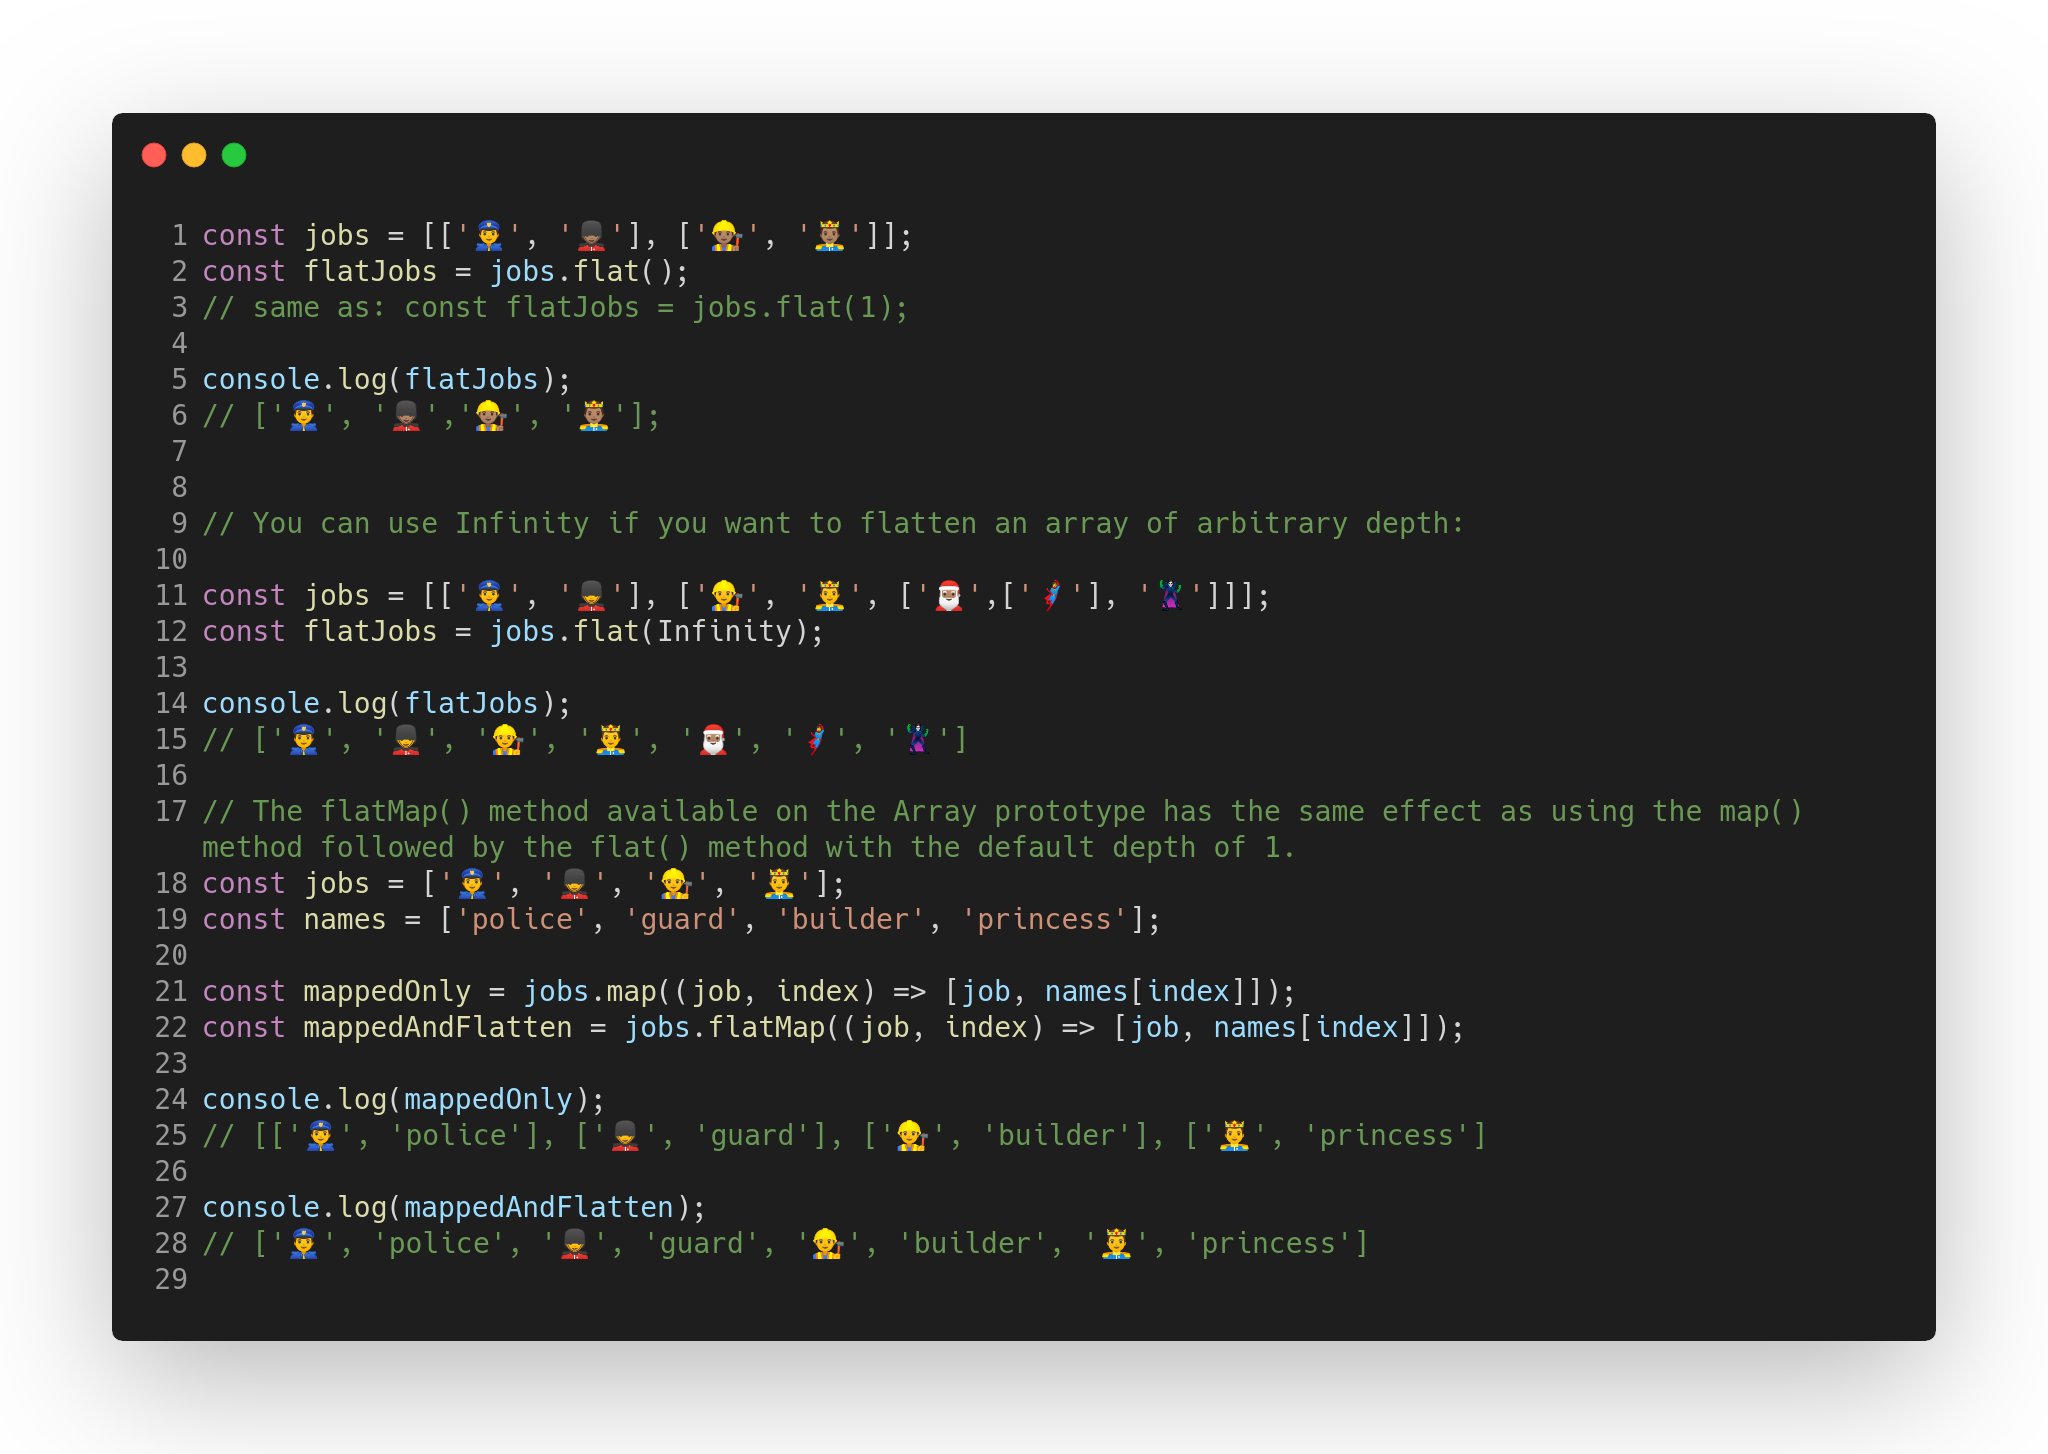 1 const jobs = [['👮‍♂️', '💂🏾‍♂️'], ['👷🏽‍♂️', '🤴🏽']];
2 const flatJobs = jobs.flat();
3 // same as: const flatJobs = jobs.flat(1);
4
5 console.log(flatJobs);
6 // ['👮‍♂️', '💂🏾‍♂️','👷🏽‍♂️', '🤴🏽'];
7
8
9 // You can use Infinity if you want to flatten an array of arbitrary depth:
10
11 const jobs = [['👮‍♂️', '💂‍♂️'], ['👷‍♂️', '🤴', ['🎅🏽',['🦸‍♂️'], '🦹‍♀️']]];
12 const flatJobs = jobs.flat(Infinity);
13
14 console.log(flatJobs);
15 // ['👮‍♂️', '💂‍♂️', '👷‍♂️', '🤴', '🎅🏽', '🦸‍♂️', '🦹‍♀️']
16
17 // The flatMap() method available on the Array prototype has the same effect as using the map()
method followed by the flat() method with the default depth of 1.
18 const jobs = ['👮‍♂️', '💂‍♂️', '👷‍♂️', '🤴'];
19 const names = ['police', 'guard', 'builder', 'princess'];
20
21 const mappedOnly = jobs.map((job, index) => [job, names[index]]);
22 const mappedAndFlatten = jobs.flatMap((job, index) => [job, names[index]]);
23
24 console.log(mappedOnly);
25 // [['👮‍♂️', 'police'], ['💂‍♂️', 'guard'], ['👷‍♂️', 'builder'], ['🤴', 'princess']
26
27 console.log(mappedAndFlatten);
28 // ['👮‍♂️', 'police', '💂‍♂️', 'guard', '👷‍♂️', 'builder', '🤴', 'princess']
29